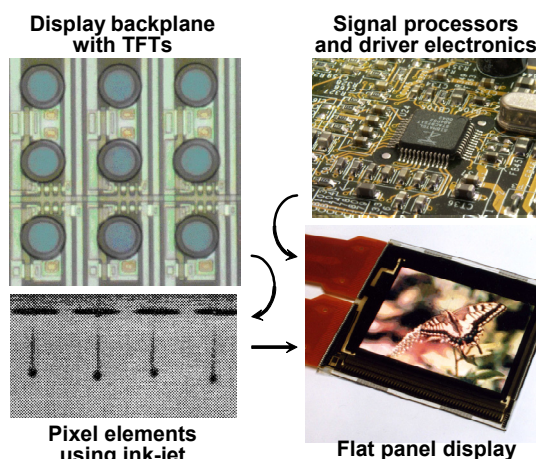 Display backplane
with TFTs
Signal processors
and driver electronics
Pixel elements
using ink-jet
Flat panel display